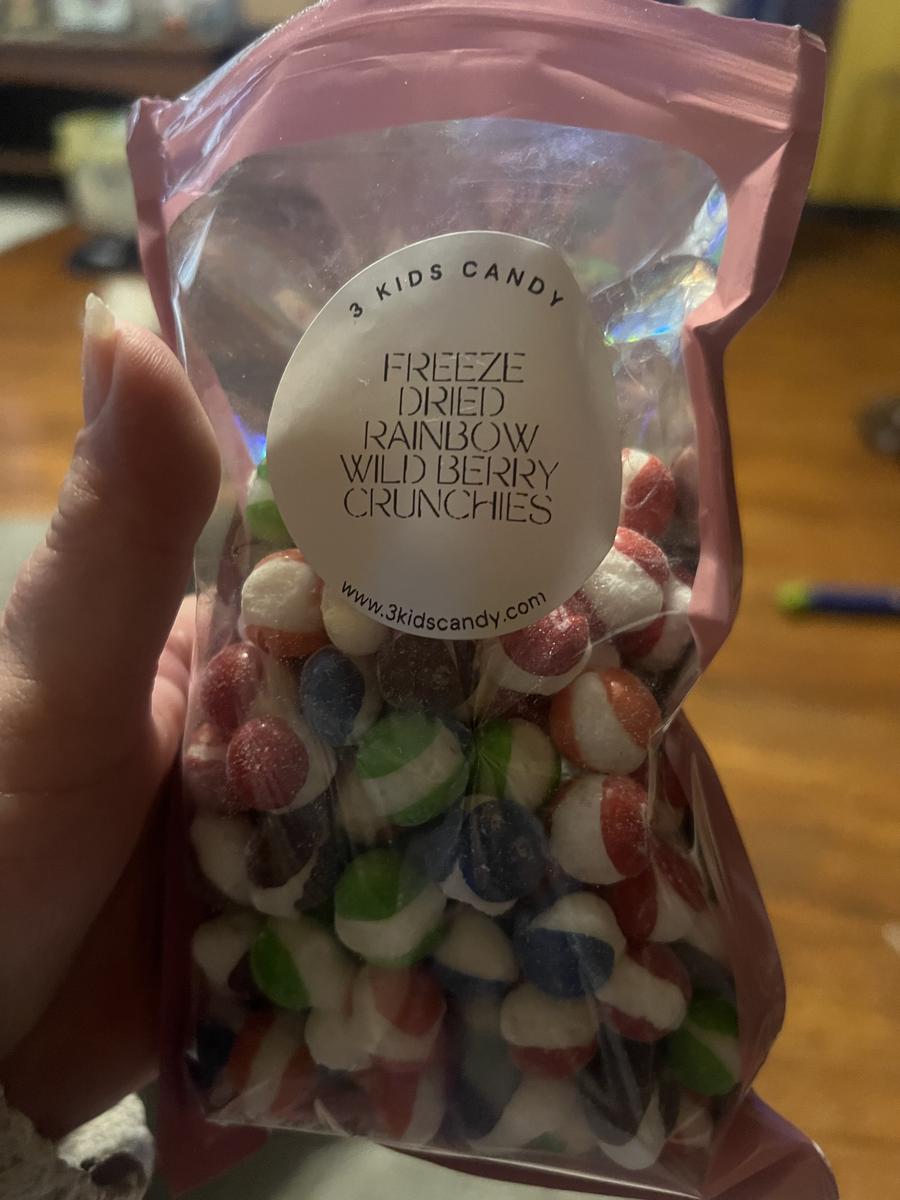 3 KIDS CANDY
FREEZE
DRIED
RAINBOW
WILD BERRY
CRUNCHIES
www.3kidscandy.com